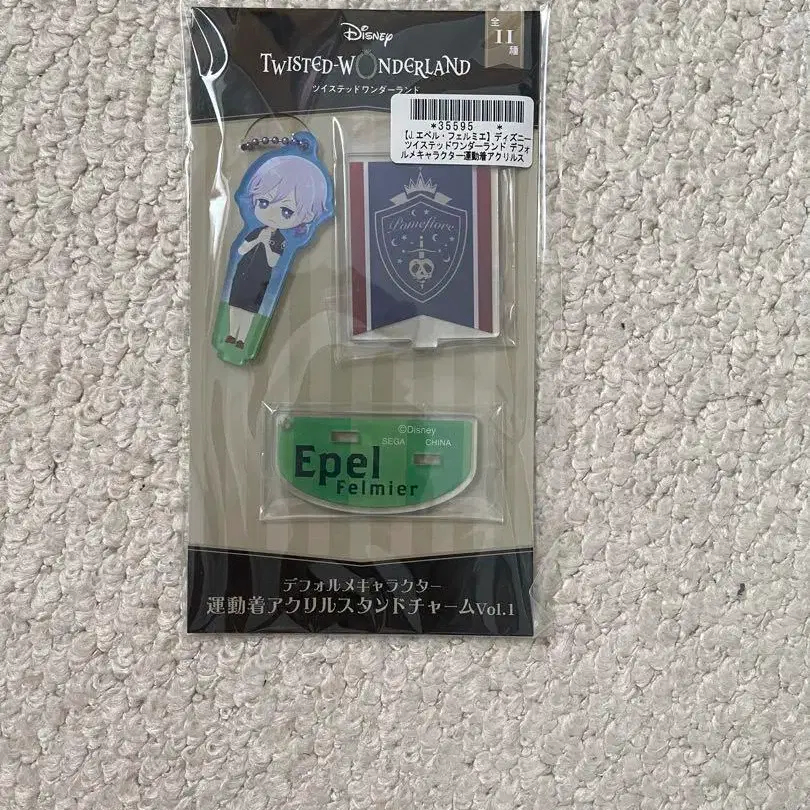 Disney
TWISTED-WONDERLAND
ツイステッドワンダーランド
全
11
種
*35595 *
【J.エペル・フェルミエ】ディズニー
ツイステッドワンダーランド デフォ
ルメキャラクター運動着アクリルス
Pomefiore
©Disney
SEGA CHINA
Epel
Felmier
デフォルメキャラクター
運動着アクリルスタンドチャームVol.1